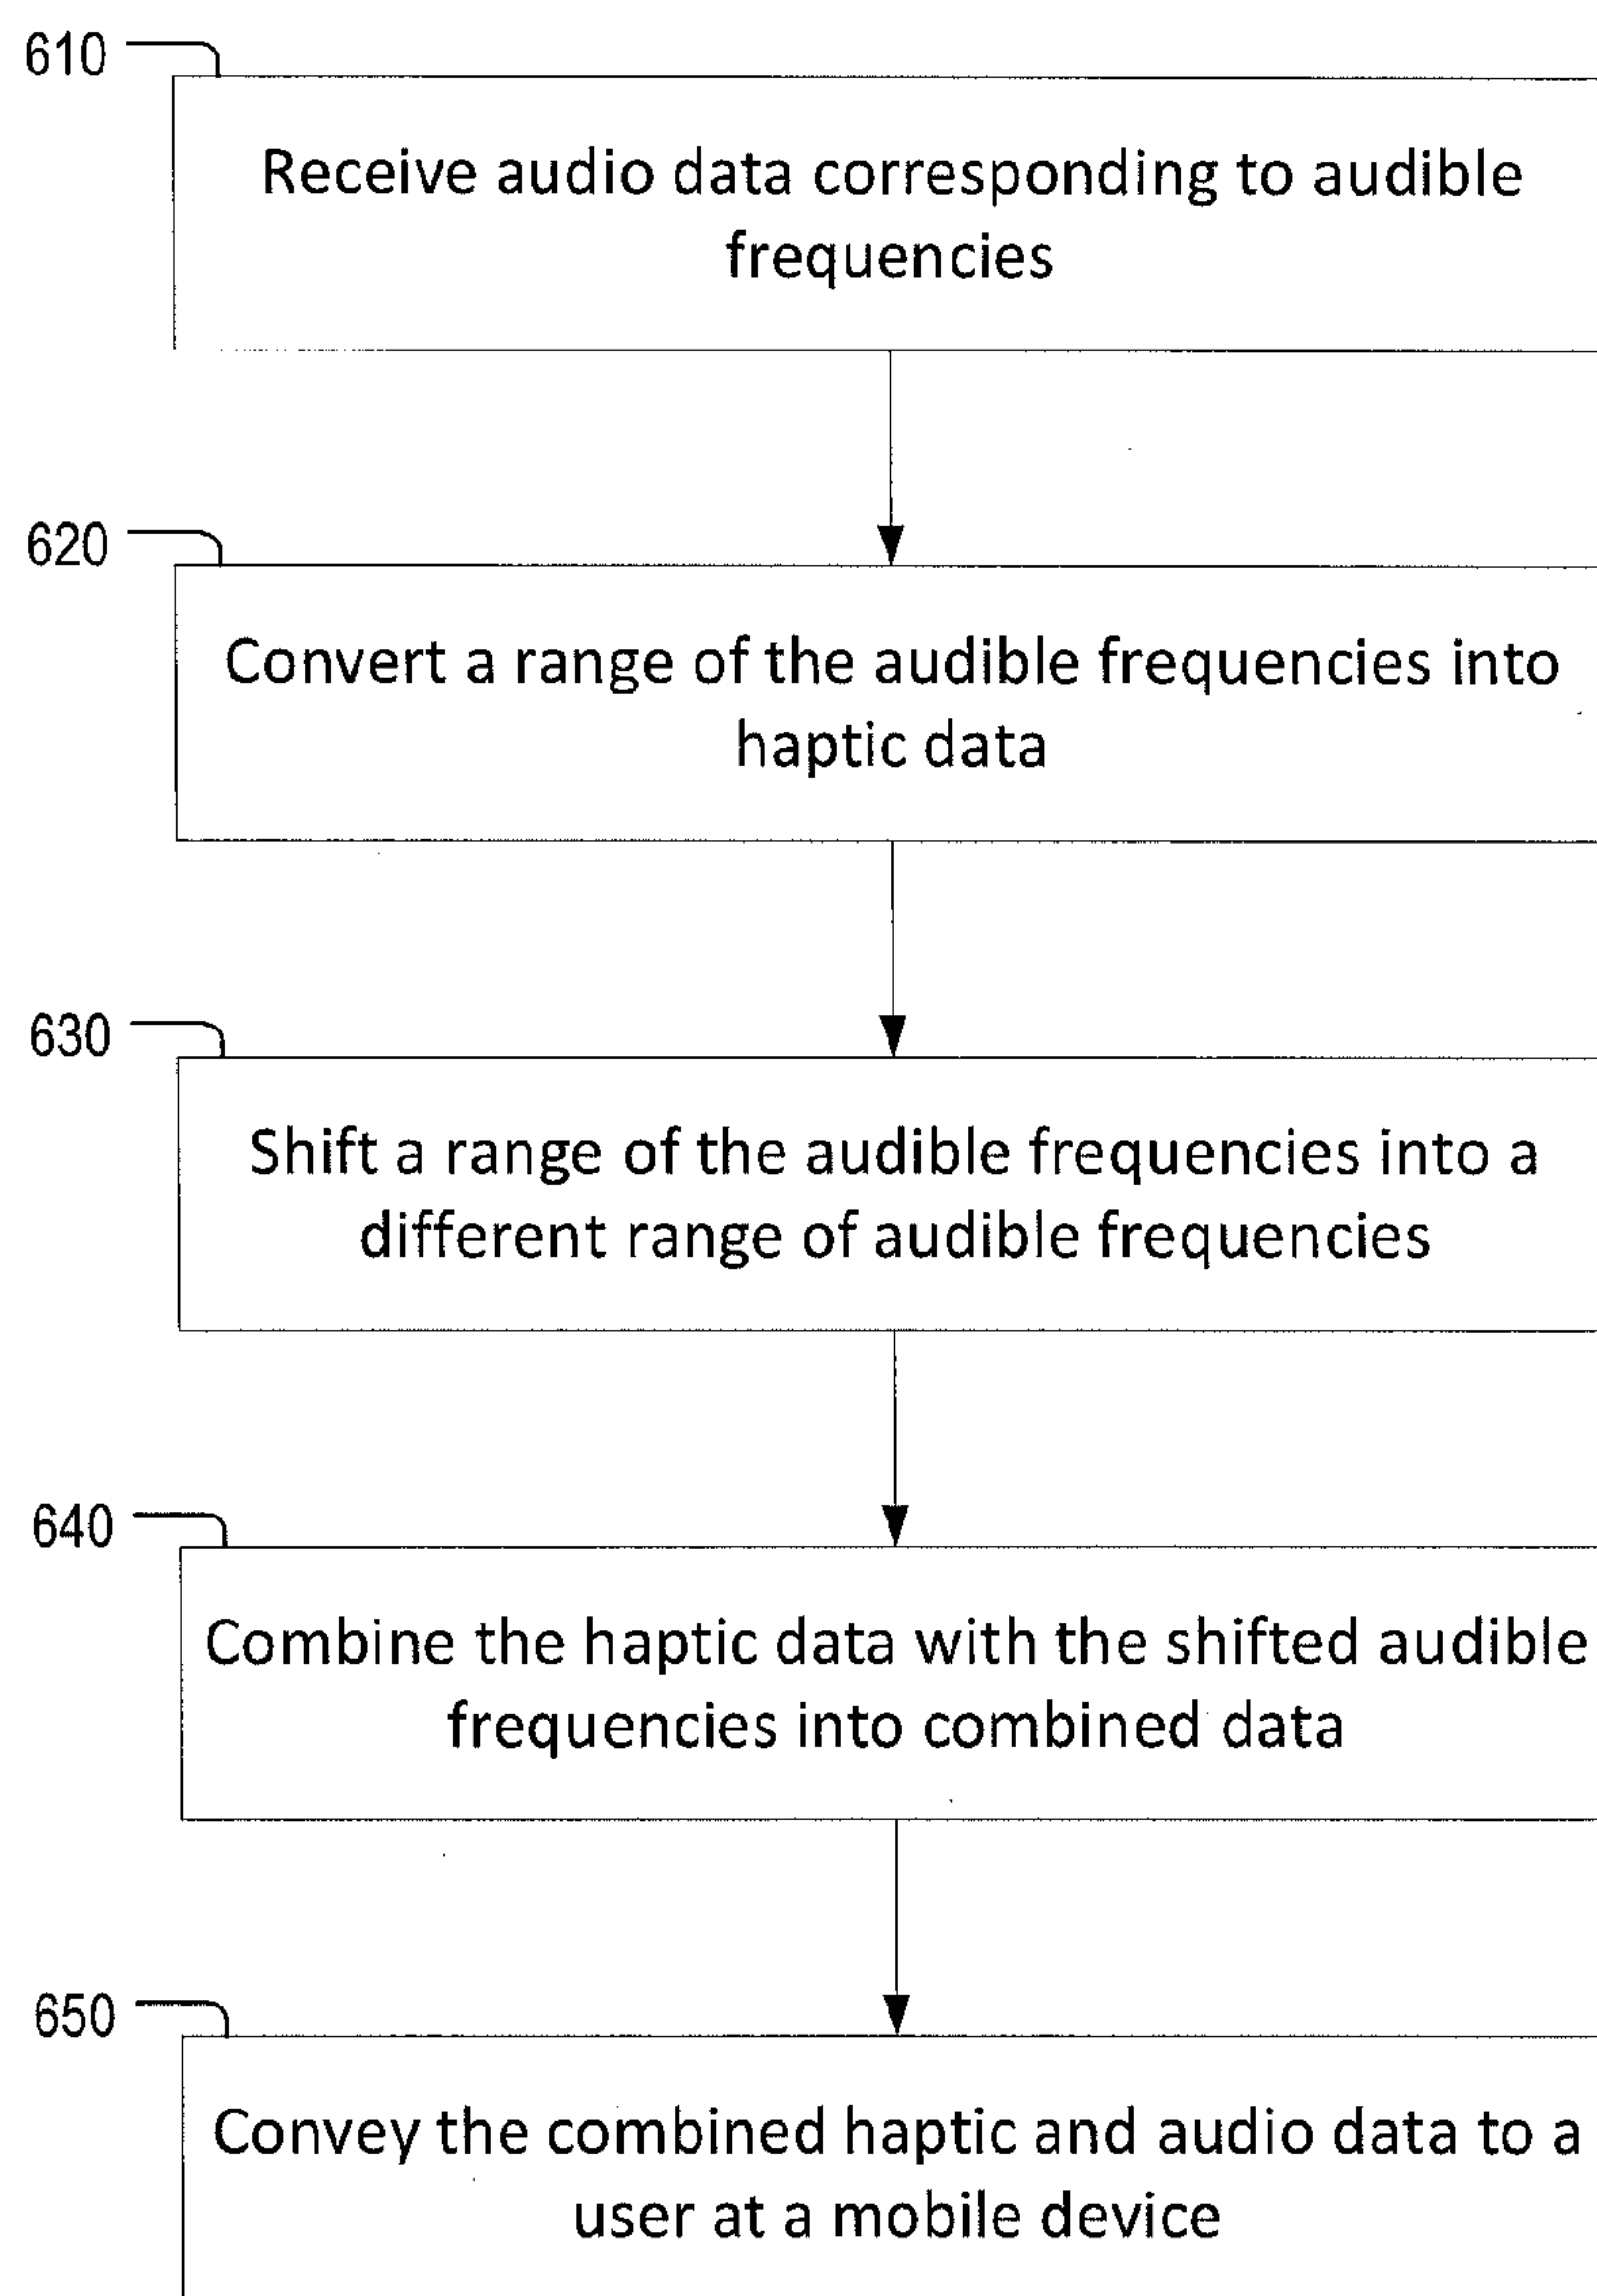 610
Receive audio data corresponding to audible
frequencies
620
Convert a range of the audible frequencies into
haptic data
630
Shift a range of the audible frequencies into a
different range of audible frequencies
640
Combine the haptic data with the shifted audible
frequencies into combined data
650
Convey the combined haptic and audio data to a
user at a mobile device